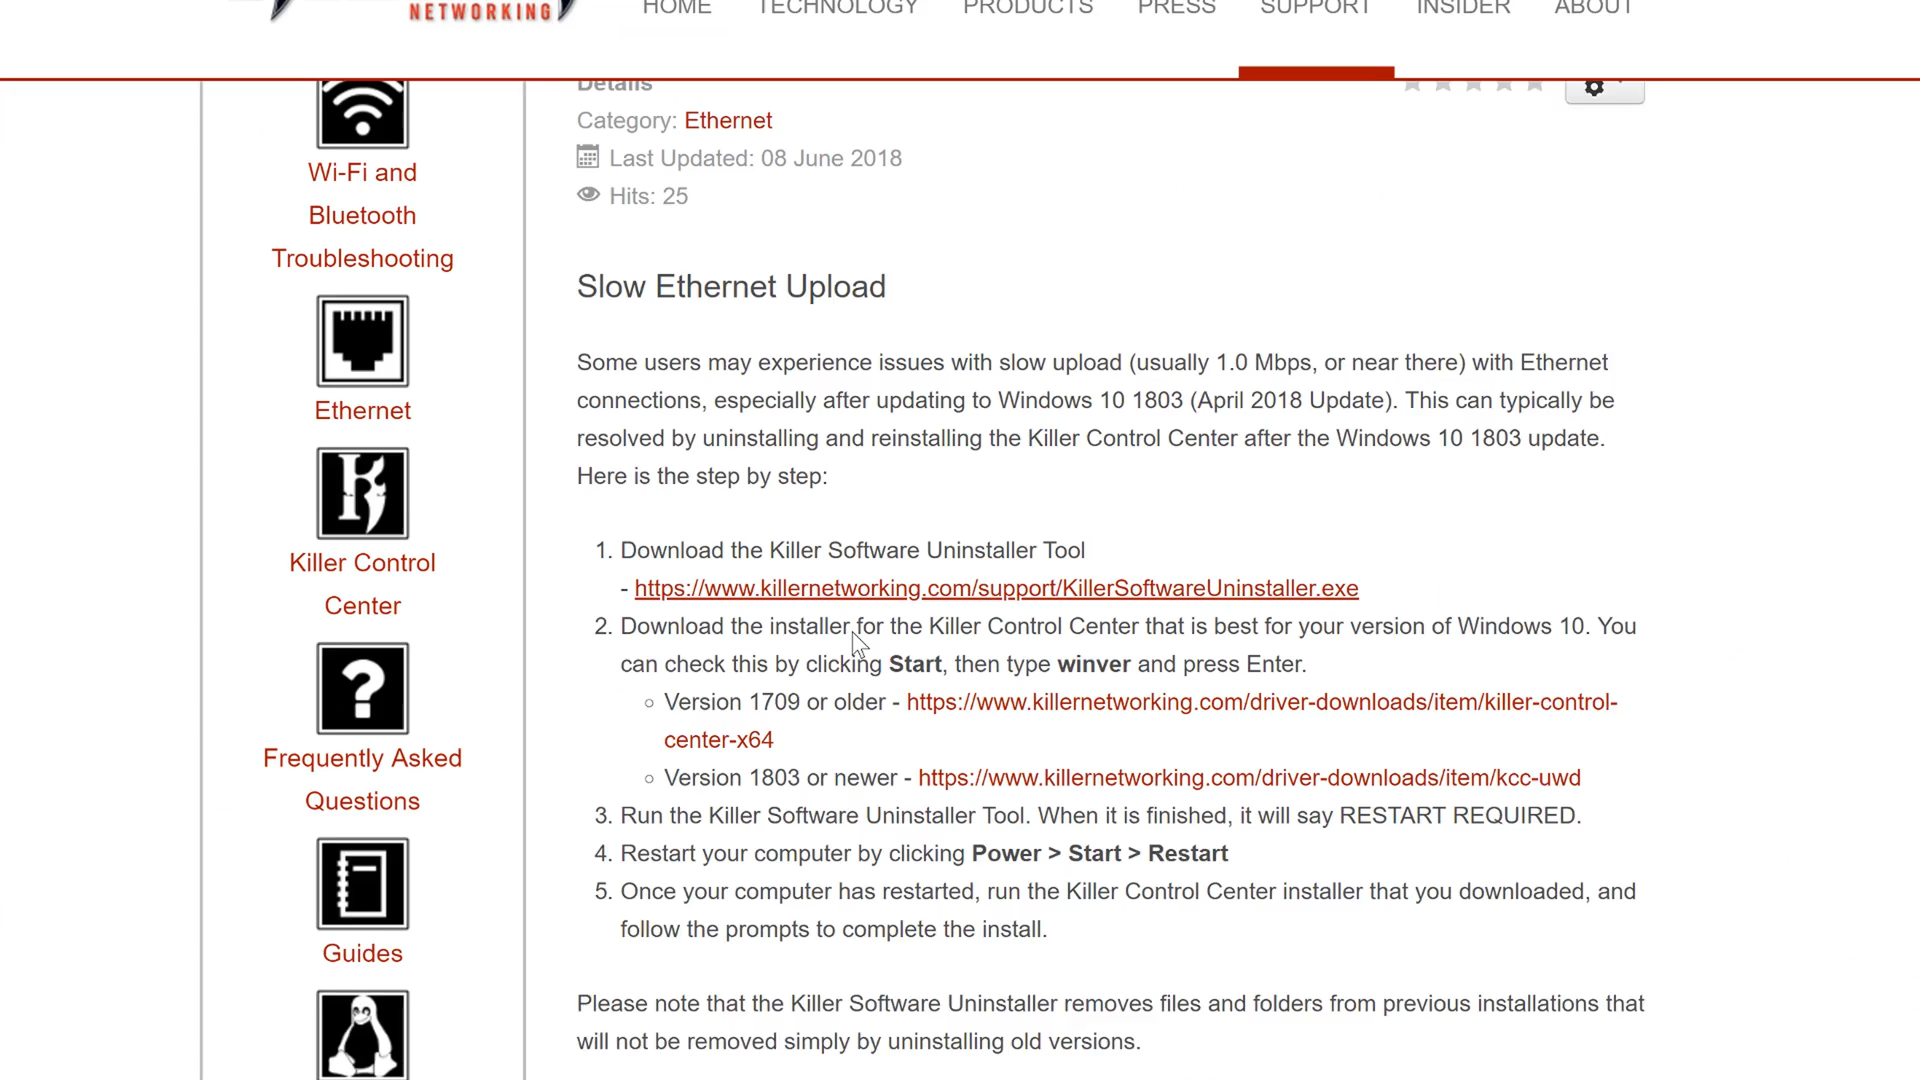 NETWORKING
HOME TECHNOLOGY PRODUCTS PRESS SUPPORT INSIDER ABOUT
Wi-Fi and
Bluetooth
Troubleshooting
Ethernet
Killer Control
Center
Frequently Asked
Questions
Guides
Details
Category: Ethernet
Last Updated: 08 June 2018
Hits: 25
Slow Ethernet Upload
Some users may experience issues with slow upload (usually 1.0 Mbps, or near there) with Ethernet
connections, especially after updating to Windows 10 1803 (April 2018 Update). This can typically be
resolved by uninstalling and reinstalling the Killer Control Center after the Windows 10 1803 update.
Here is the step by step:
1. Download the Killer Software Uninstaller Tool
- https://www.killernetworking.com/support/KillerSoftwareUninstaller.exe
2. Download the installer for the Killer Control Center that is best for your version of Windows 10. You
can check this by clicking Start, then type winver and press Enter.
Version 1709 or older - https://www.killernetworking.com/driver-downloads/item/killer-control-
center-x64
Version 1803 or newer - https://www.killernetworking.com/driver-downloads/item/kcc-uwd
3. Run the Killer Software Uninstaller Tool. When it is finished, it will say RESTART REQUIRED.
4. Restart your computer by clicking Power > Start > Restart
5. Once your computer has restarted, run the Killer Control Center installer that you downloaded, and
follow the prompts to complete the install.
Please note that the Killer Software Uninstaller removes files and folders from previous installations that
will not be removed simply by uninstalling old versions.